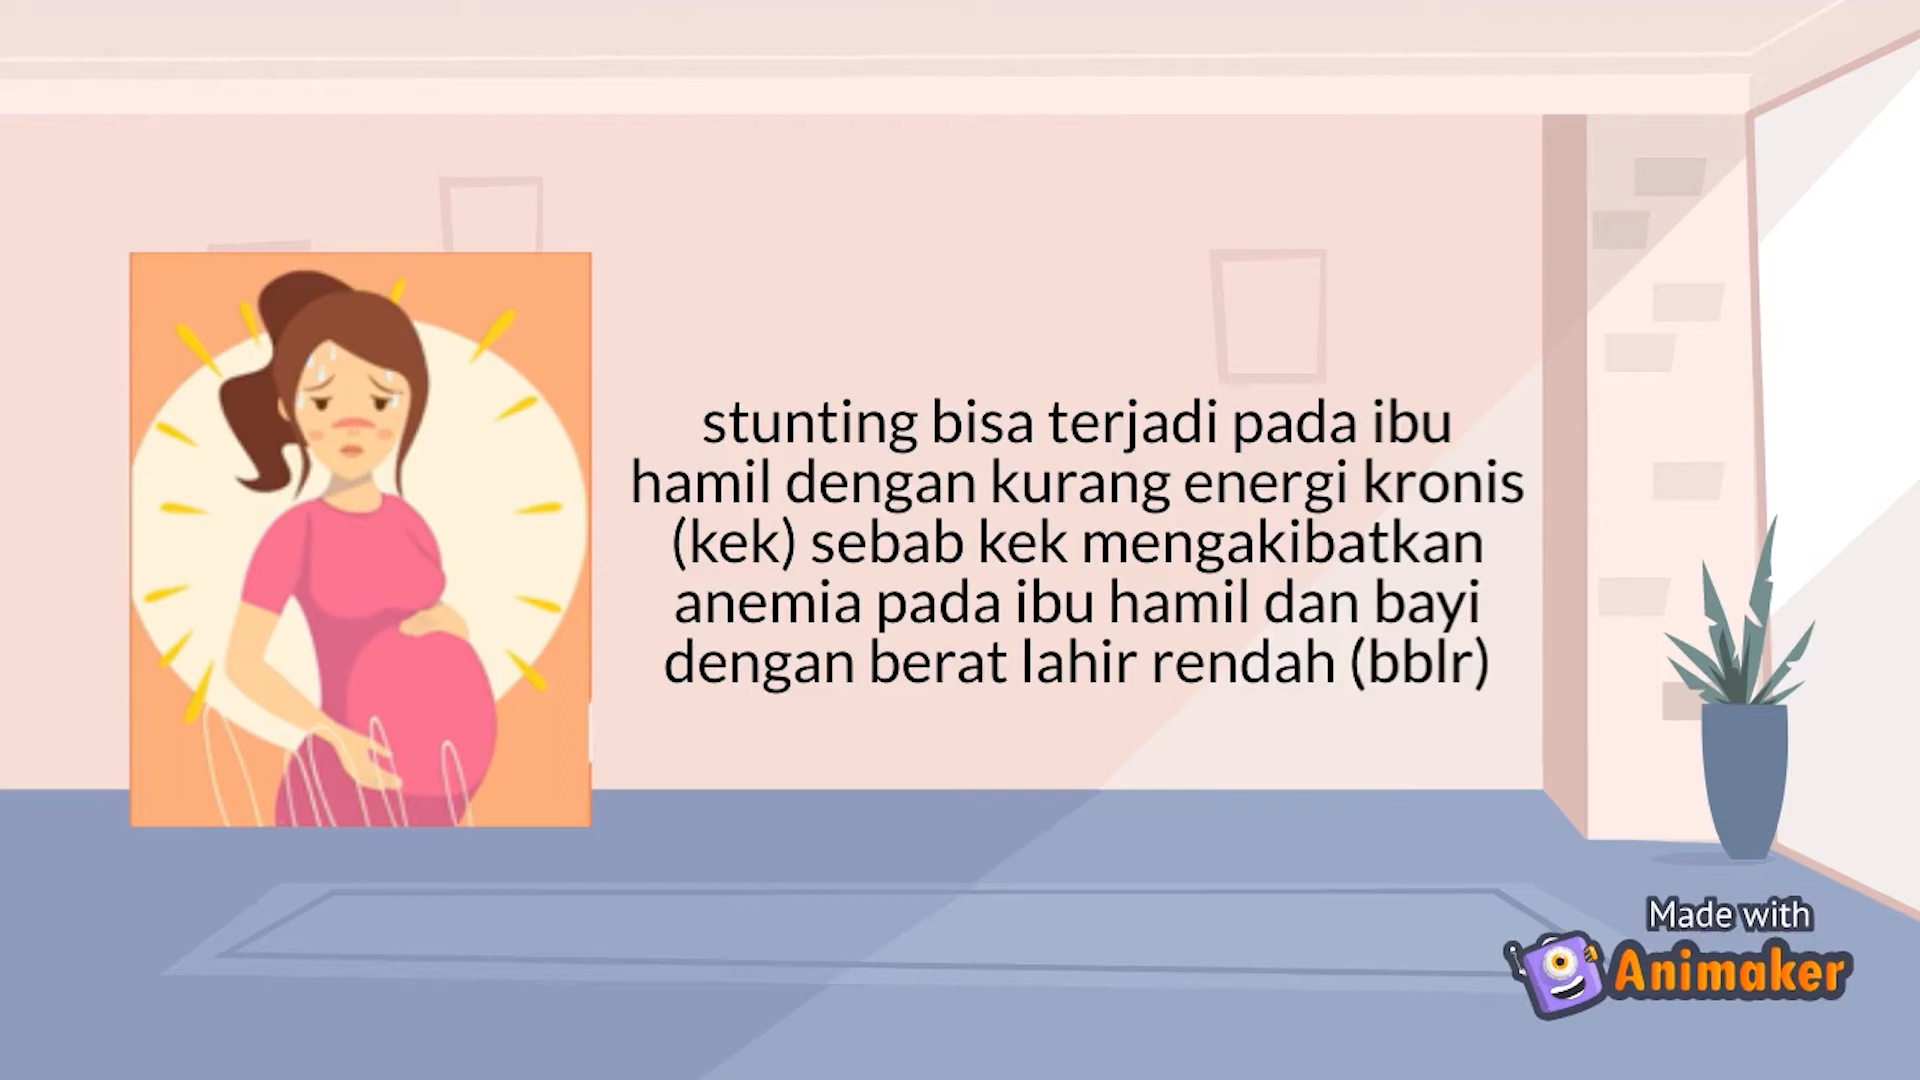 stunting bisa terjadi pada ibu
hamil dengan kurang energi kronis
(kek) sebab kek mengakibatkan
anemia pada ibu hamil dan bayi
dengan berat lahir rendah (bblr)
Made with
Animaker